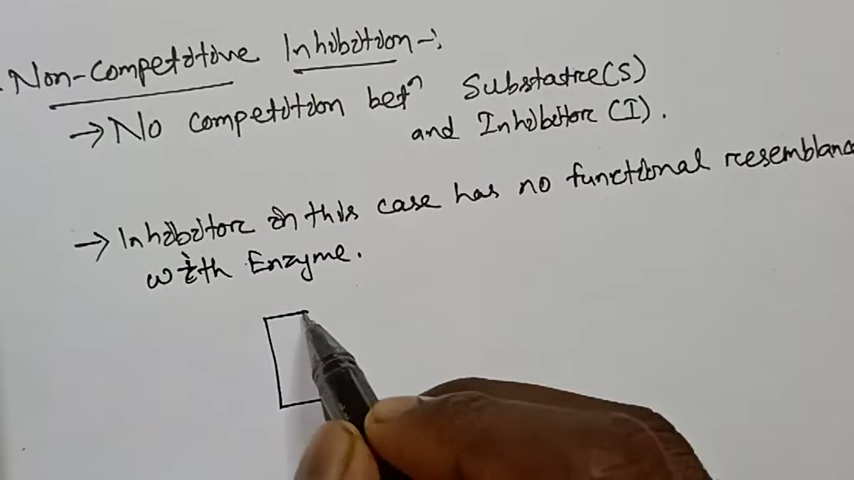 Non-Competitive Inhibition-:
→ No competition betn Substrate(S)
and Inhibitor (I).
→ Inhibitor in this case has no functional resemblance
with Enzyme.